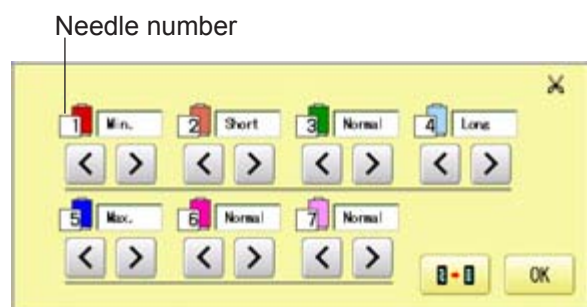 Needle number
1 Min. 2 Short 3 Normal 4 Long
< > < > < > < >
5 Max. 6 Normal 7 Normal
< > < > < >
OK